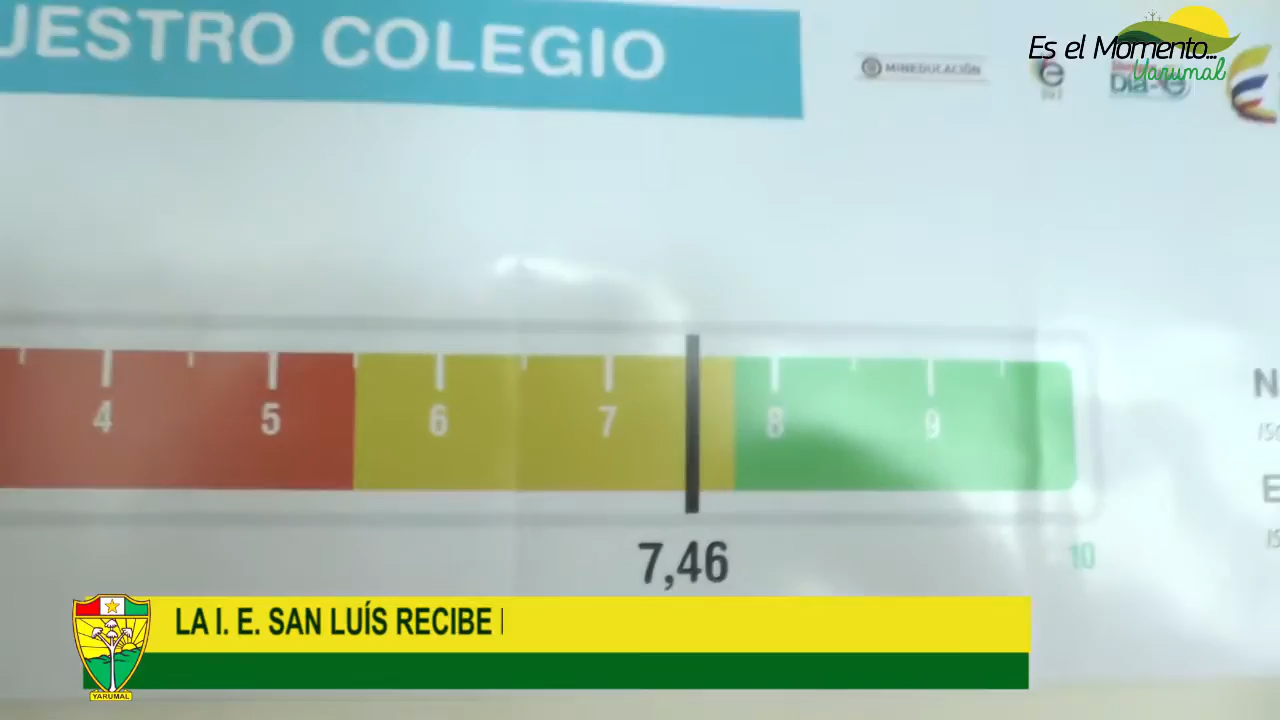 UESTRO COLEGIO
Es el Momento...
Yarumal
MINEDUCACIÓN
Día-e
4
5
6
7
8
9
7,46
10
N
E
LA I. E. SAN LUÍS RECIBE
YARUMAL